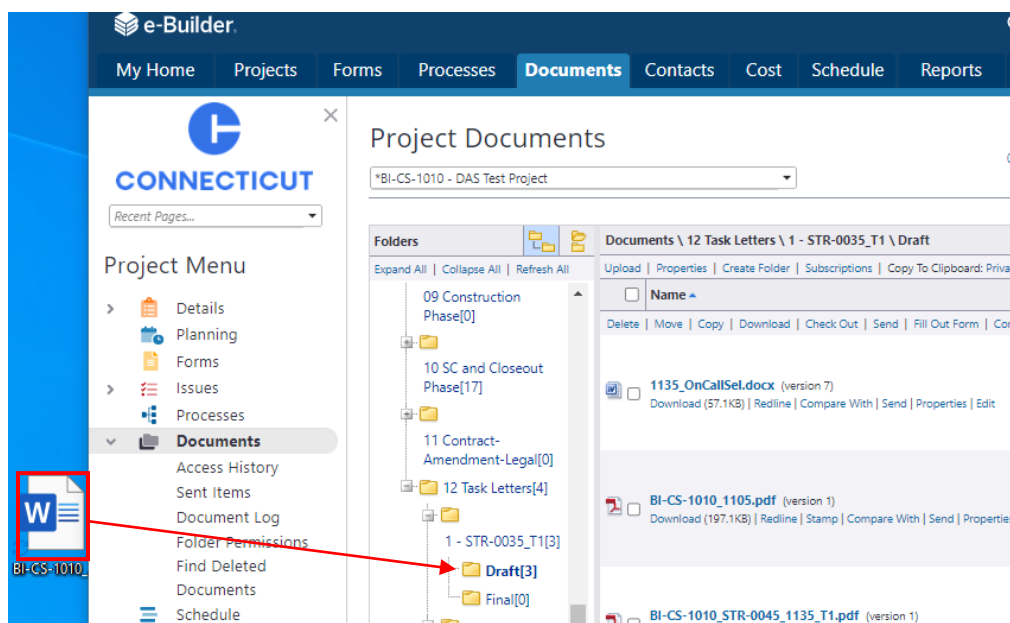 e-Builder.
My Home Projects Forms Processes Documents Contacts Cost Schedule Reports
CONNECTICUT
Recent Pages...
Project Menu
Details
Planning
Forms
Issues
Processes
Documents
Access History
Sent Items
Document Log
Folder Permissions
Find Deleted
Documents
Schedule
W
BI-CS-1010_
Project Documents
*BI-CS-1010 - DAS Test Project
Folders
Expand All | Collapse All | Refresh All
09 Construction
Phase[0]
10 SC and Closeout
Phase[17]
11 Contract-
Amendment-Legal[0]
12 Task Letters[4]
1 - STR-0035_T1[3]
Draft[3]
Final[0]
Documents \ 12 Task Letters \ 1 - STR-0035_T1 \ Draft
Upload | Properties | Create Folder | Subscriptions | Copy To Clipboard: Priva
Name
Delete | Move | Copy | Download | Check Out | Send | Fill Out Form | Co
1135_OnCallSel.docx (version 7)
Download (57.1KB) | Redline | Compare With | Send | Properties | Edit
BI-CS-1010_1105.pdf (version 1)
Download (197.1KB) | Redline | Stamp | Compare With | Send | Propertie
BI-CS-1010_STR-0045_1135_T1.pdf (version 1)